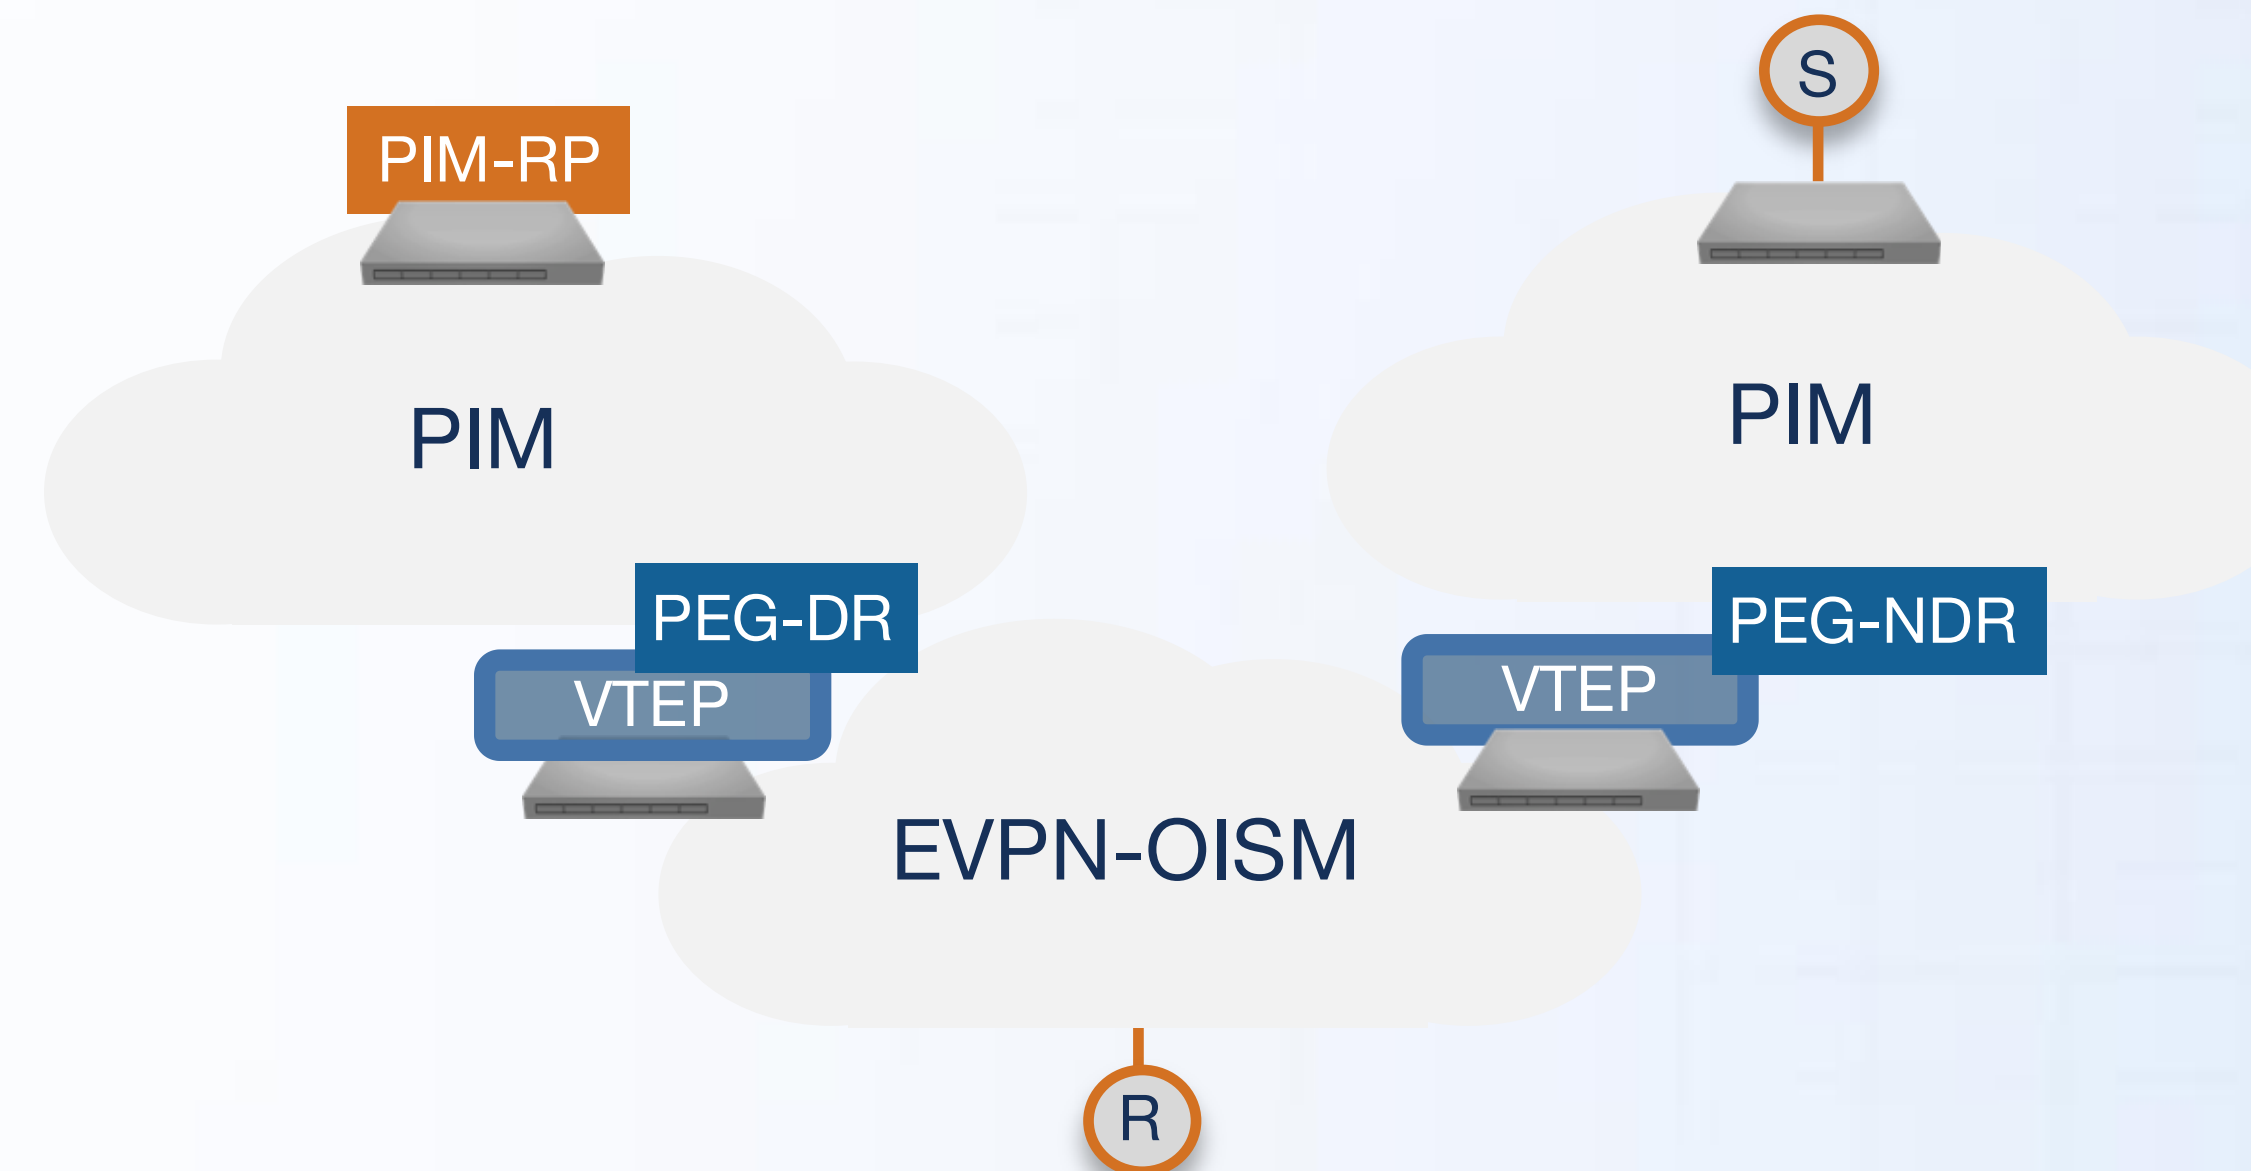 S
PIM-RP
PIM
PIM
PEG-DR
PEG-NDR
VTEP
VTEP
EVPN-OISM
R